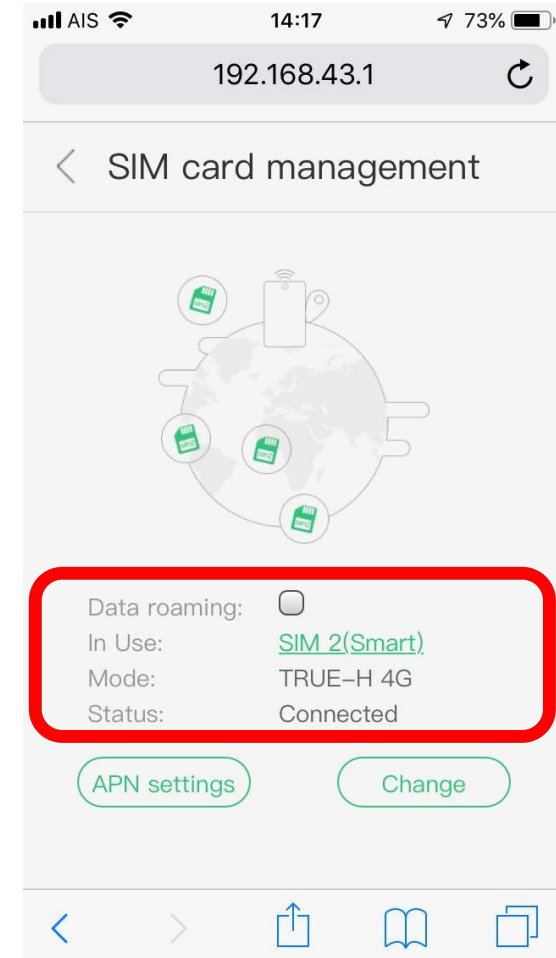 AIS 14:17 73%
192.168.43.1
SIM card management
Data roaming:
In Use: SIM 2(Smart)
Mode: TRUE-H 4G
Status: Connected
APN settings Change